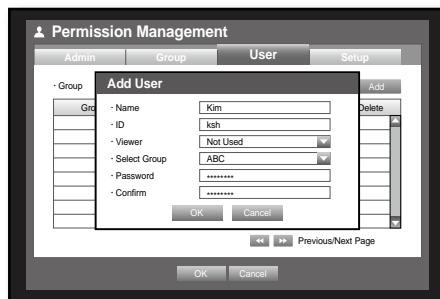 Permission Management
Admin Group User Setup
· Group Add
Add User
Gro Delete
· Name Kim
· ID ksh
· Viewer Not Used
· Select Group ABC
· Password ********
· Confirm ********
OK Cancel
Previous/Next Page
OK Cancel